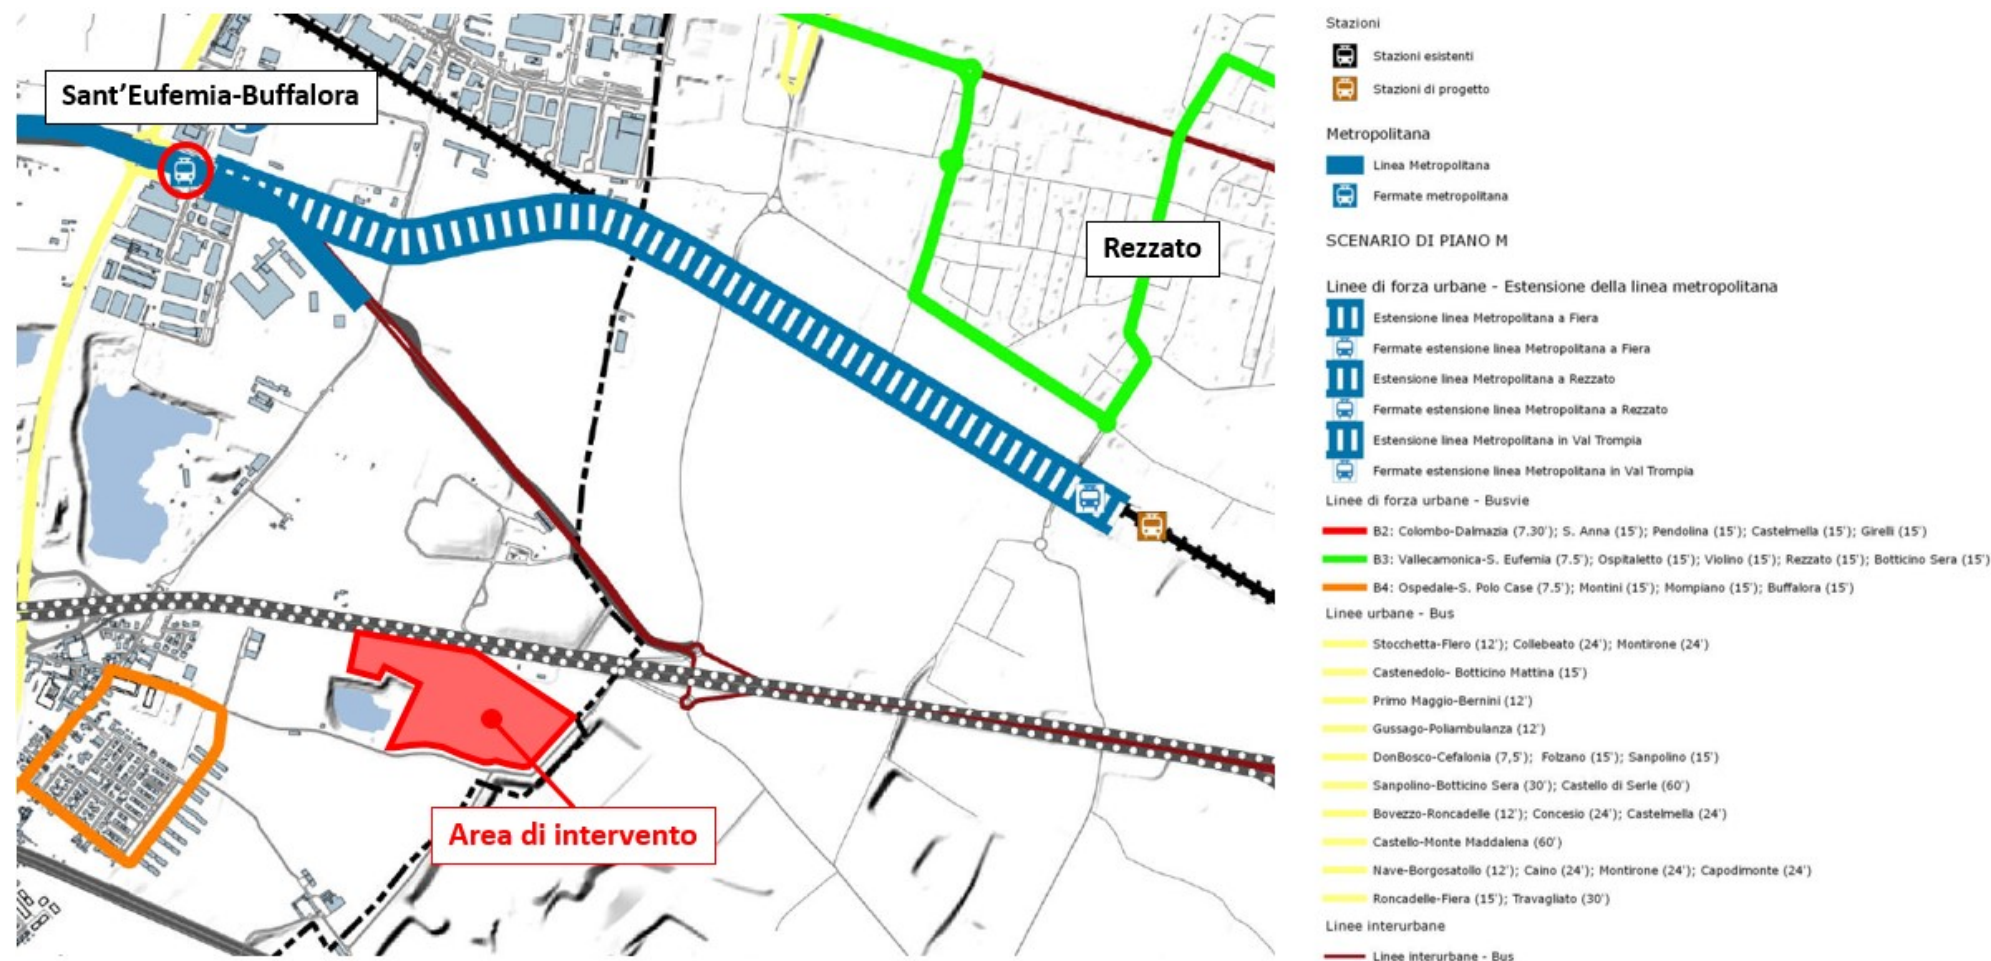 Sant'Eufemia-Buffalora
Rezzato
Area di intervento
Stazioni
Stazioni esistenti
Stazioni di progetto
Metropolitana
Linea Metropolitana
Fermate metropolitana
SCENARIO DI PIANO M
Linee di forza urbane - Estensione della linea metropolitana
Estensione linea Metropolitana a Fiera
Fermate estensione linea Metropolitana a Fiera
Estensione linea Metropolitana a Rezzato
Fermate estensione linea Metropolitana a Rezzato
Estensione linea Metropolitana in Val Trompia
Fermate estensione linea Metropolitana in Val Trompia
Linee di forza urbane - Busvie
B2: Colombo-Dalmazia (7.30'); S. Anna (15'); Pendolina (15'); Castelmella (15'); Girelli (15')
B3: Vallecamonica-S. Eufemia (7.5'); Ospitaletto (15'); Violino (15'); Rezzato (15'); Botticino Sera (15')
B4: Ospedale-S. Polo Case (7.5'); Montini (15'); Mompiano (15'); Buffalora (15')
Linee urbane - Bus
Stocchetta-Flero (12'); Collebeato (24'); Montirone (24')
Castenedolo- Botticino Mattina (15')
Primo Maggio-Bernini (12')
Gussago-Poliambulanza (12')
DonBosco-Cefalonia (7,5'); Folzano (15'); Sanpolino (15')
Sanpolino-Botticino Sera (30'); Castello di Serle (60')
Bovezzo-Roncadelle (12'); Concesio (24'); Castelmella (24')
Castello-Monte Maddalena (60')
Nave-Borgosatollo (12'); Caino (24'); Montirone (24'); Capodimonte (24')
Roncadelle-Fiera (15'); Travagliato (30')
Linee interurbane
Linee interurbane - Bus